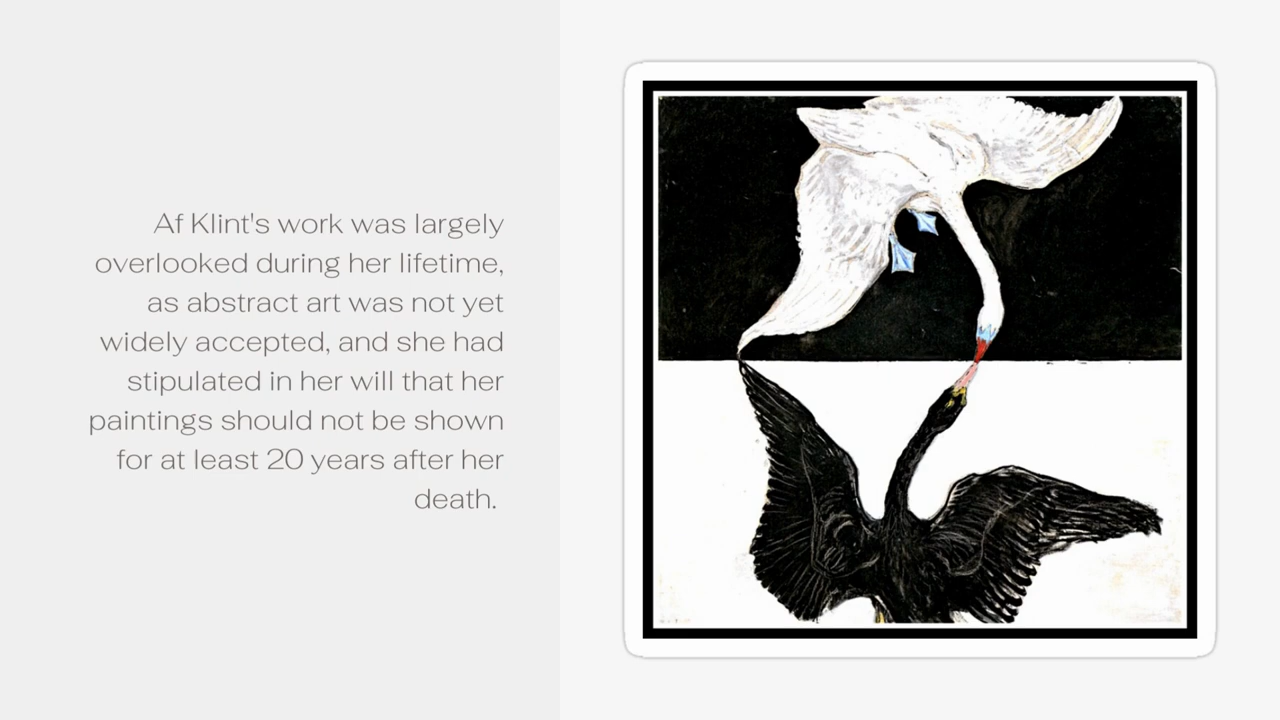 Af Klint's work was largely
overlooked during her lifetime,
as abstract art was not yet
widely accepted, and she had
stipulated in her will that her
paintings should not be shown
for at least 20 years after her
death.